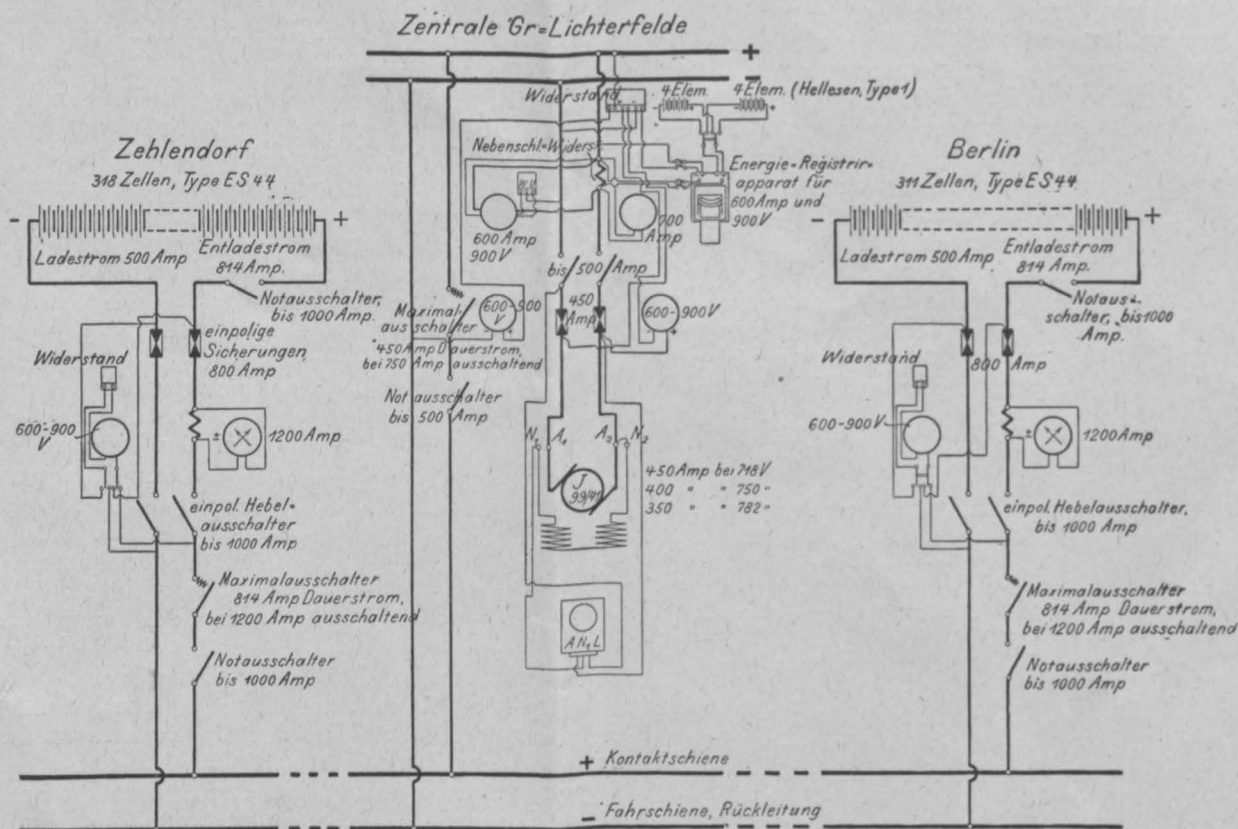 Zentrale Gr=Lichterfelde
+
-
Zehlendorf
318 Zellen, Type ES 44
- +
Ladestrom 500 Amp
Entladestrom
814 Amp.
Notausschalter,
bis 1000 Amp.
einpolige
Sicherungen,
800 Amp
Widerstand
600-900
V
±
1200 Amp
einpol. Hebel=
ausschalter
bis 1000 Amp
Maximalausschalter
814 Amp Dauerstrom,
bei 1200 Amp ausschaltend
Notausschalter
bis 1000 Amp
Widerstand
4 Elem.
4 Elem. (Hellesen, Type 1)
- + - +
Nebenschl=Widerst.
Energie=Registrir=
apparat für
600 Amp und
900 V
600 Amp
900 V
700
Amp
bis 500 Amp
Maximal=
ausschalter
450 Amp Dauerstrom,
bei 750 Amp ausschaltend
600-900
V
- +
450
Amp
600-900 V
- +
Notausschalter
bis 500 Amp
N₁ A₁ A₂ N₂
J
99/41
450 Amp bei 718 V
400 " " 750 "
350 " " 782 "
A N₁ L
Berlin
311 Zellen, Type ES 44
- +
Ladestrom 500 Amp
Entladestrom
814 Amp.
Notaus=
schalter, bis 1000
Amp.
Widerstand
800 Amp
600-900 V
±
1200 Amp
einpol. Hebelausschalter,
bis 1000 Amp
Maximalausschalter
814 Amp Dauerstrom,
bei 1200 Amp ausschaltend
Notausschalter
bis 1000 Amp
+ Kontaktschiene
- Fahrschiene, Rückleitung